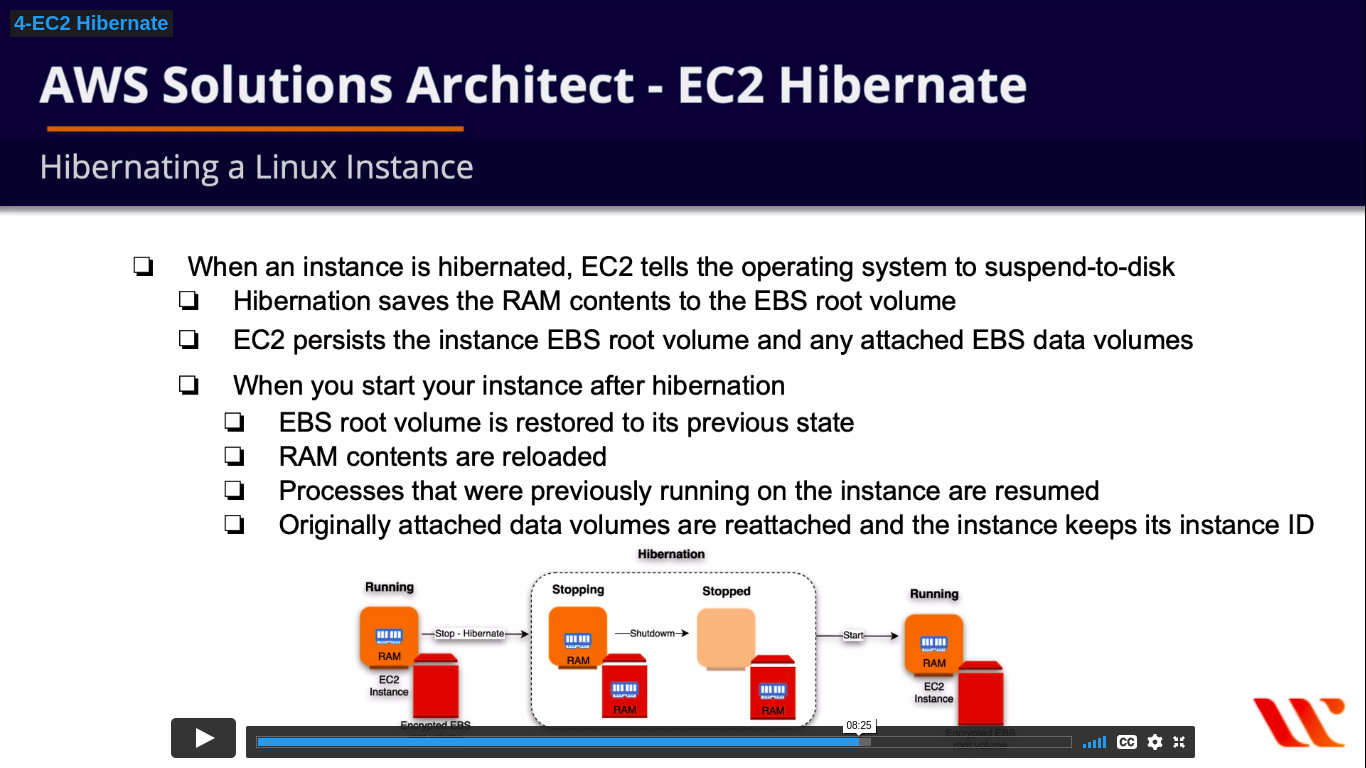 4-EC2 Hibernate
AWS Solutions Architect - EC2 Hibernate
Hibernating a Linux Instance
When an instance is hibernated, EC2 tells the operating system to suspend-to-disk
Hibernation saves the RAM contents to the EBS root volume
EC2 persists the instance EBS root volume and any attached EBS data volumes
When you start your instance after hibernation
EBS root volume is restored to its previous state
RAM contents are reloaded
Processes that were previously running on the instance are resumed
Originally attached data volumes are reattached and the instance keeps its instance ID
Hibernation
Running
Stopping
Stopped
Running
Stop - Hibernate
Shutdowm
Start
RAM
RAM
RAM
EC2
Instance
EC2
Instance
RAM
RAM
Encrypted EBS
Encrypted EBS
root volume
08:25
CC